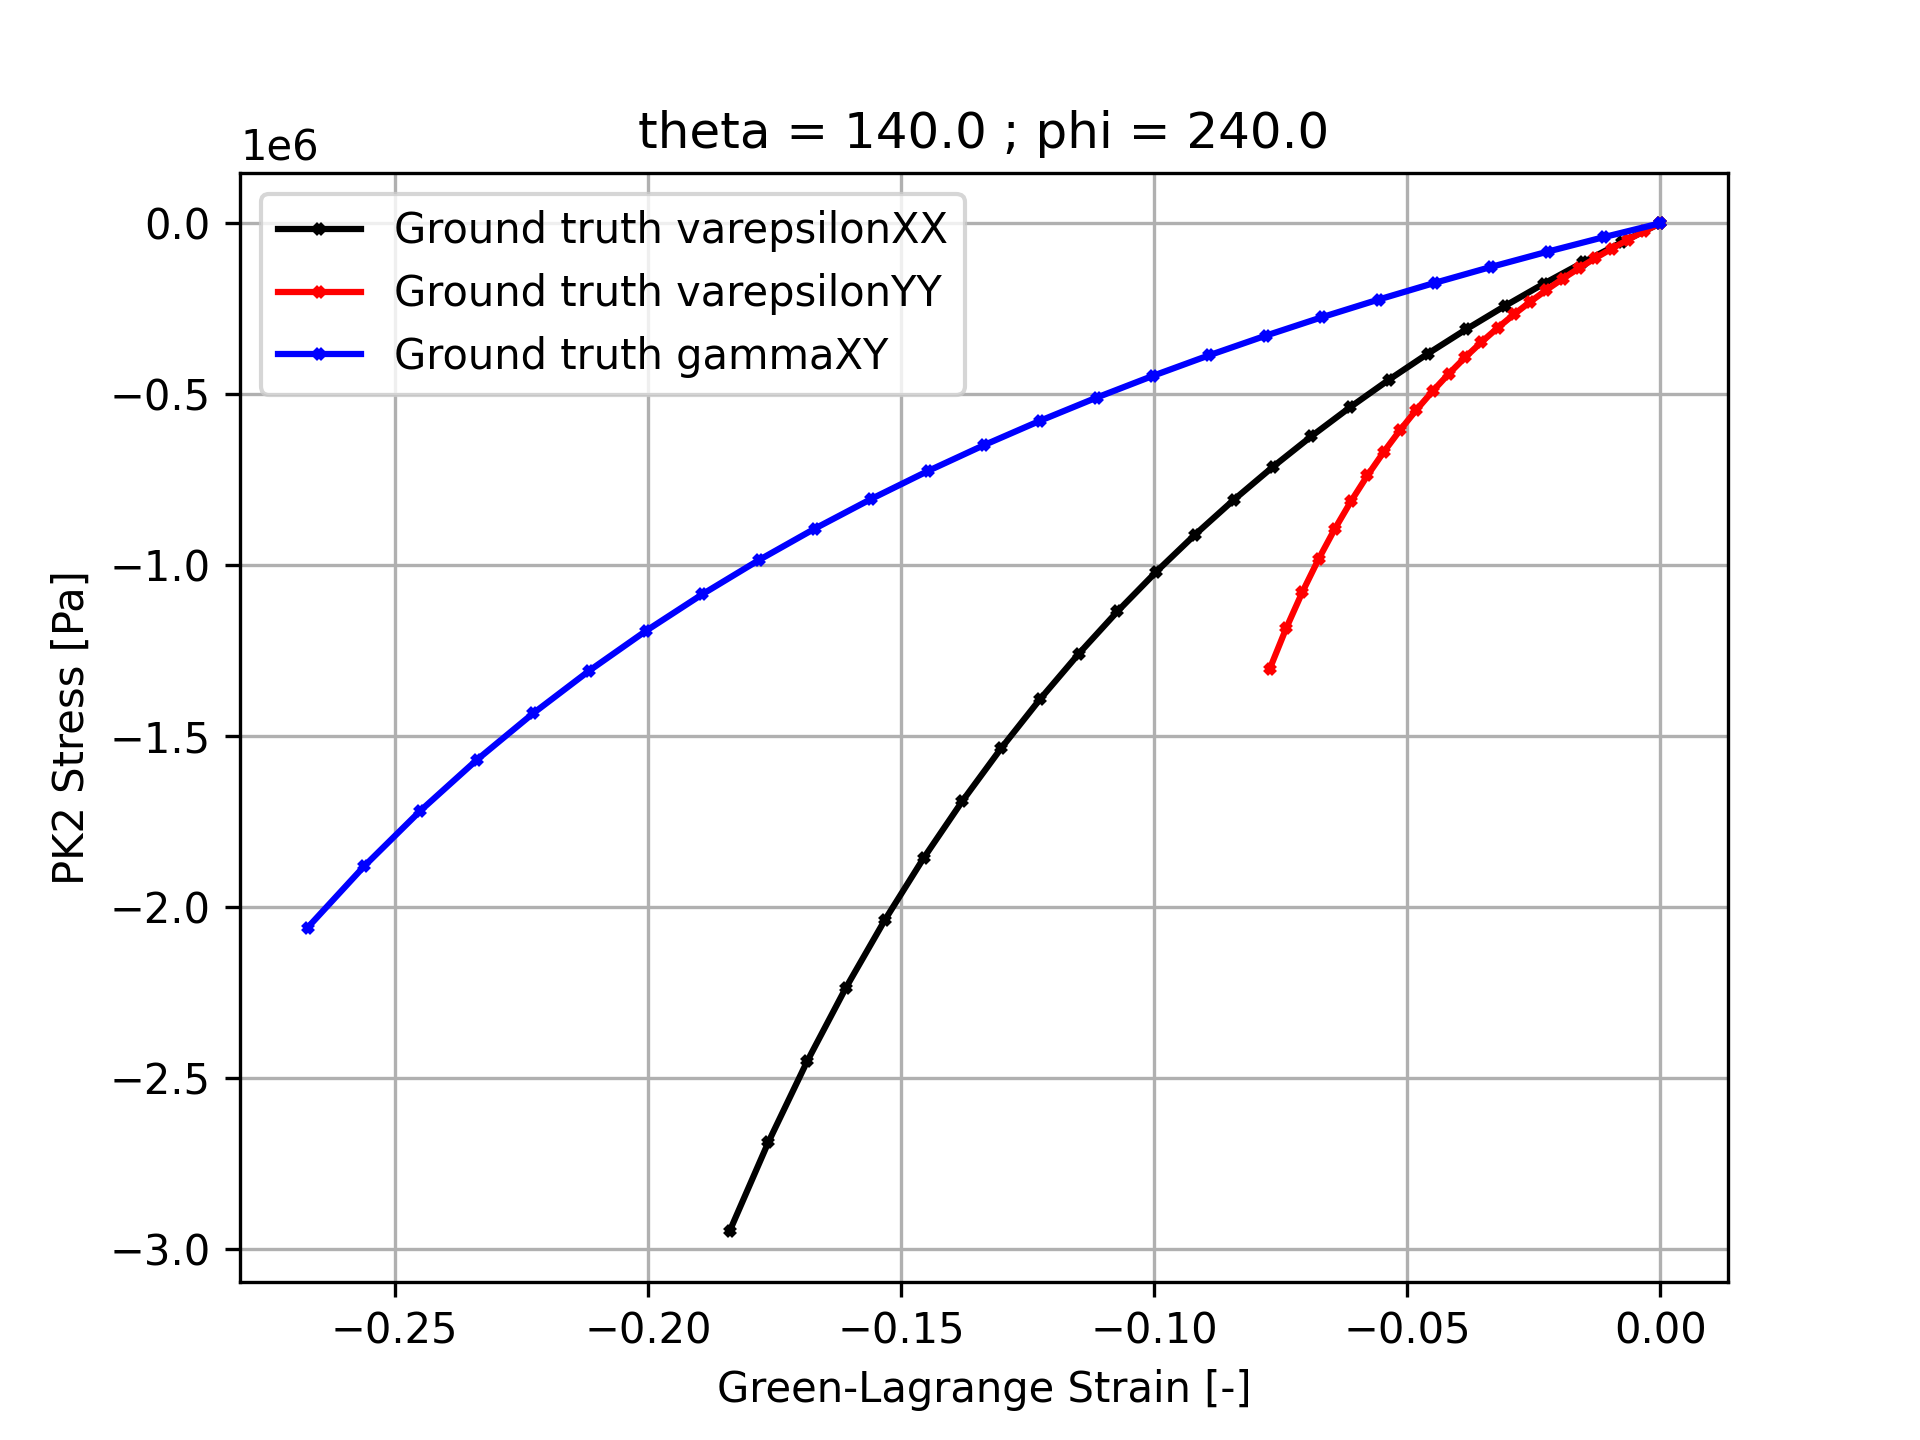 theta = 140.0 ; phi = 240.0
1e6
Ground truth varepsilonXX
Ground truth varepsilonYY
Ground truth gammaXY
0.0
−0.5
−1.0
−1.5
−2.0
−2.5
−3.0
PK2 Stress [Pa]
−0.25 −0.20 −0.15 −0.10 −0.05 0.00
Green-Lagrange Strain [-]